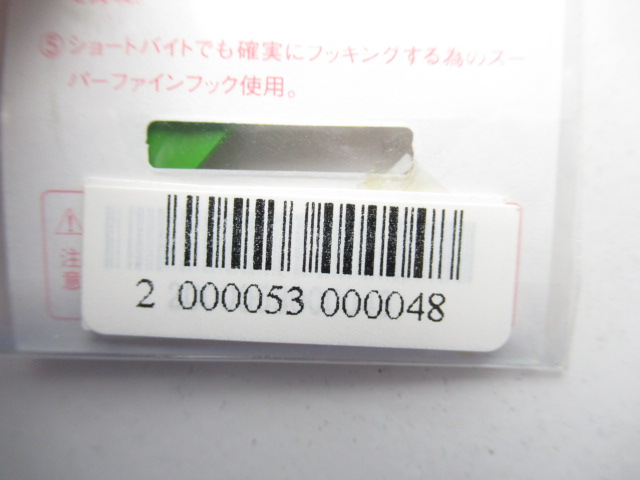 ⑤ショートバイトでも確実にフッキングする為のスー
パーファインフック使用。
注
意
2 000053 000048